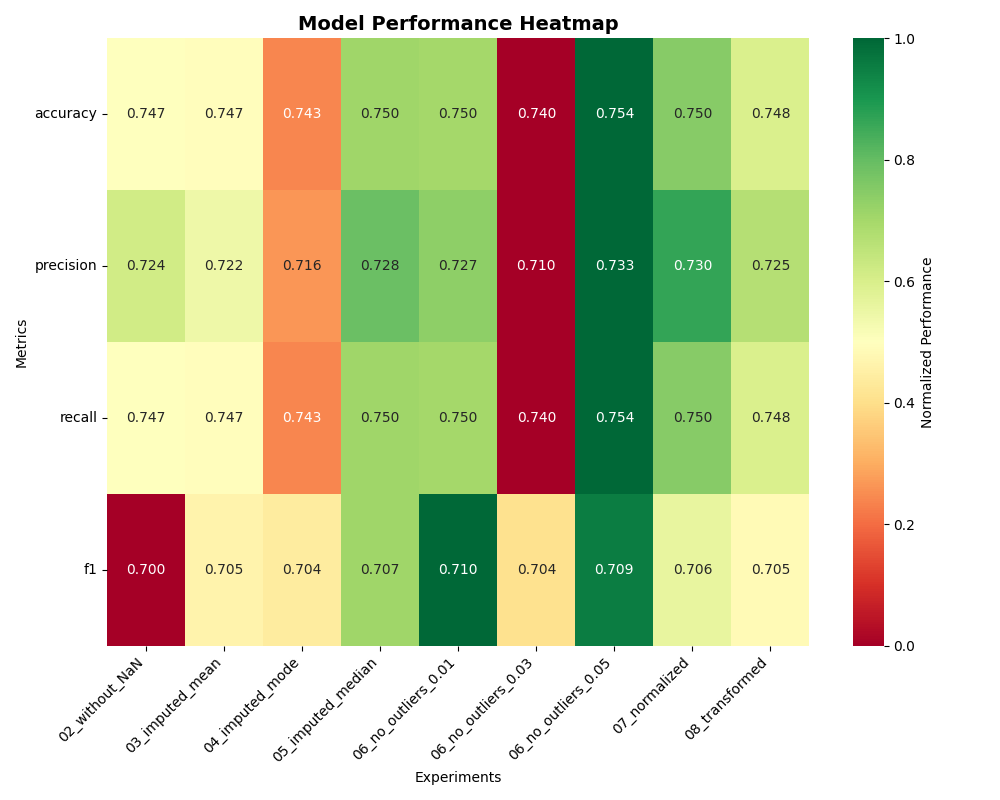 Model Performance Heatmap
accuracy 0.747 0.747 0.743 0.750 0.750 0.740 0.754 0.750 0.748
precision 0.724 0.722 0.716 0.728 0.727 0.710 0.733 0.730 0.725
recall 0.747 0.747 0.743 0.750 0.750 0.740 0.754 0.750 0.748
f1 0.700 0.705 0.704 0.707 0.710 0.704 0.709 0.706 0.705
Metrics
02_without_NaN
03_imputed_mean
04_imputed_mode
05_imputed_median
06_no_outliers_0.01
06_no_outliers_0.03
06_no_outliers_0.05
07_normalized
08_transformed
Experiments
1.0
0.8
0.6
0.4
0.2
0.0
Normalized Performance